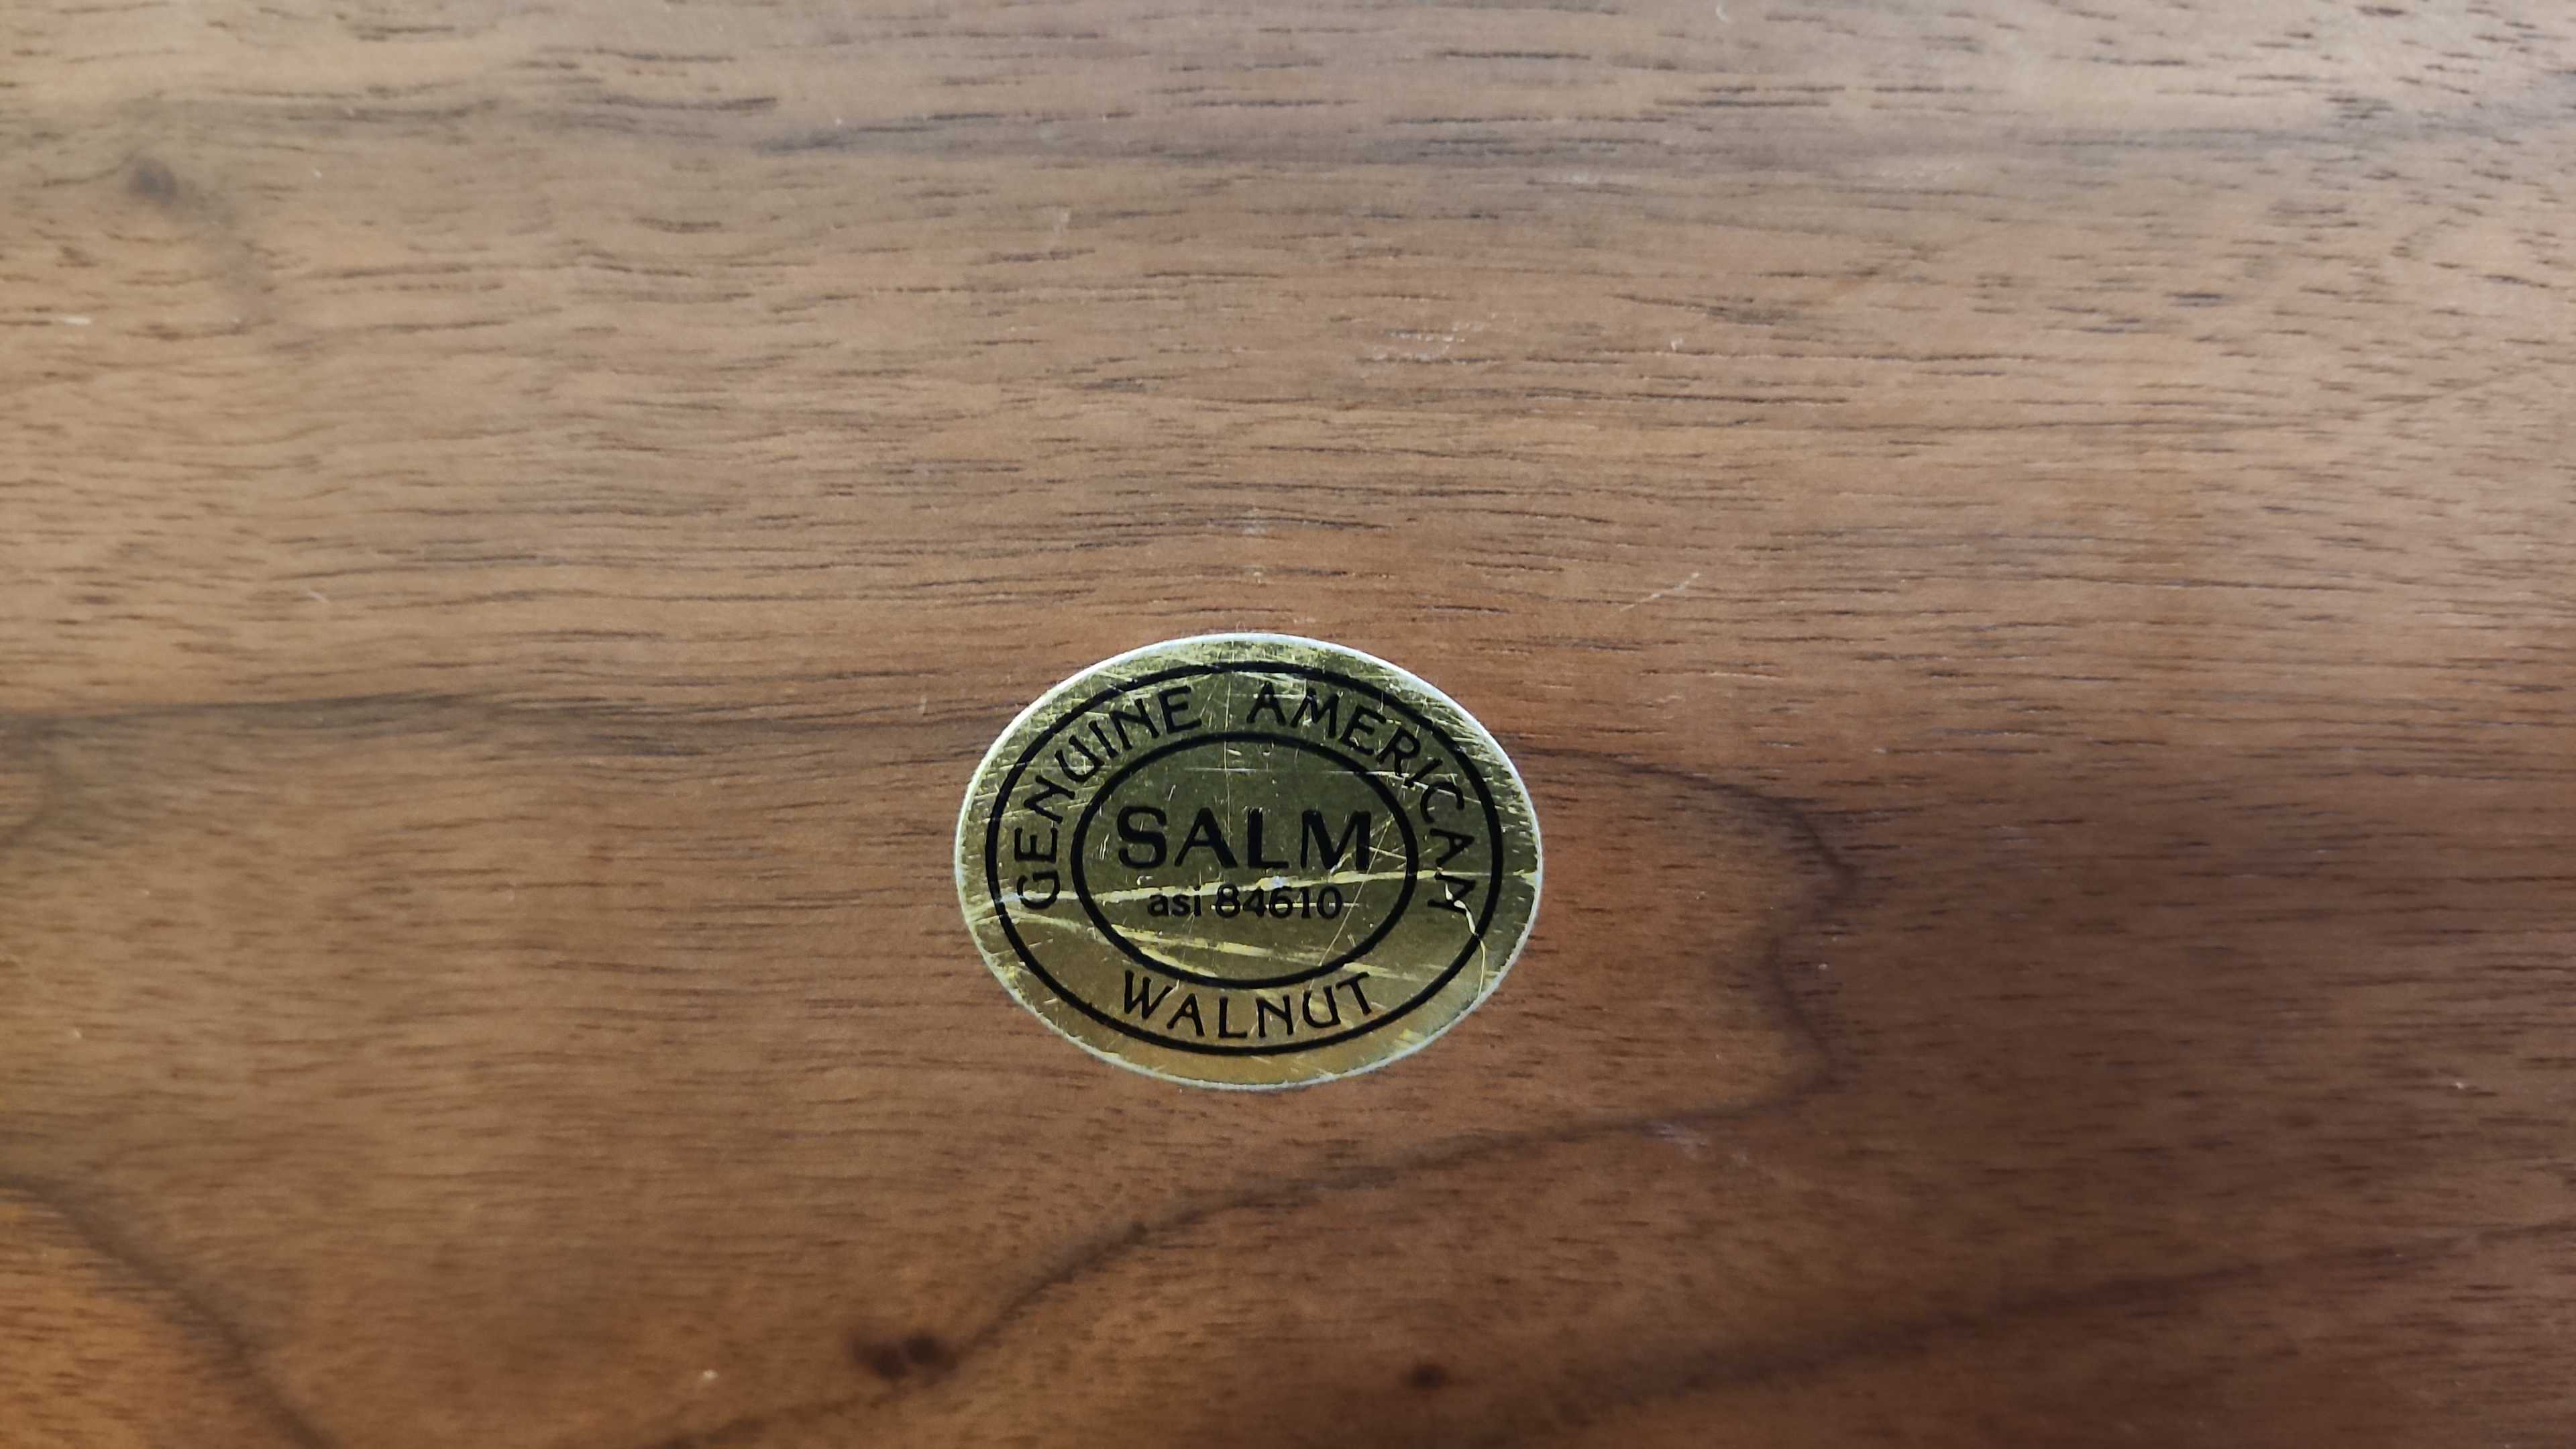 GENUINE AMERICAN
SALM
asi 84610
WALNUT